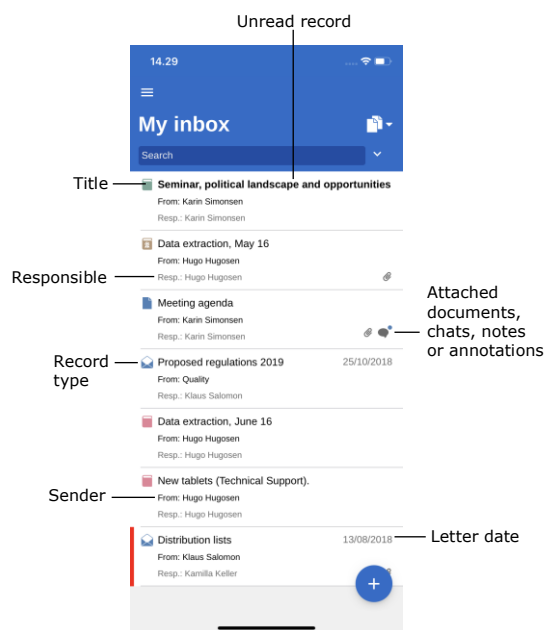 Unread record
14.29
My inbox
Search
Title
Seminar, political landscape and opportunities
From: Karin Simonsen
Resp.: Karin Simonsen
Data extraction, May 16
From: Hugo Hugosen
Responsible
Resp.: Hugo Hugosen
Meeting agenda
From: Karin Simonsen
Resp.: Karin Simonsen
Attached
documents,
chats, notes
or annotations
Record
type
Proposed regulations 2019 25/10/2018
From: Quality
Resp.: Klaus Salomon
Data extraction, June 16
From: Hugo Hugosen
Resp.: Hugo Hugosen
New tablets (Technical Support).
Sender
From: Hugo Hugosen
Resp.: Hugo Hugosen
Distribution lists 13/08/2018
Letter date
From: Klaus Salomon
Resp.: Kamilla Keller